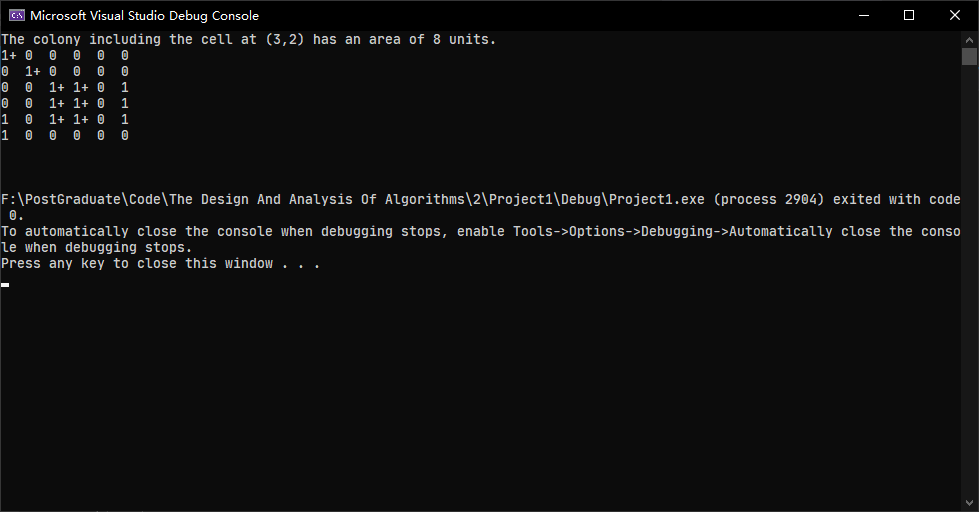 Microsoft Visual Studio Debug Console
The colony including the cell at (3,2) has an area of 8 units.
1+ 0  0  0  0  0
0  1+ 0  0  0  0
0  0  1+ 1+ 0  1
0  0  1+ 1+ 0  1
1  0  1+ 1+ 0  1
1  0  0  0  0  0
F:\PostGraduate\Code\The Design And Analysis Of Algorithms\2\Project1\Debug\Project1.exe (process 2904) exited with code
 0.
To automatically close the console when debugging stops, enable Tools->Options->Debugging->Automatically close the conso
le when debugging stops.
Press any key to close this window . . .